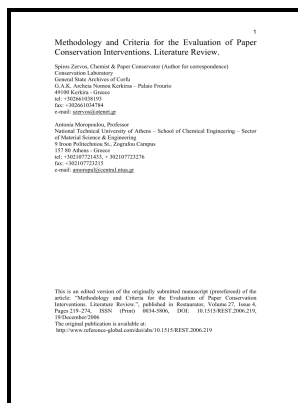 1
Methodology and Criteria for the Evaluation of Paper
Conservation Interventions. Literature Review.
Spiros Zervos, Chemist & Paper Conservator (Author for correspondence)
Conservation Laboratory
General State Archives of Corfu
G.A.K. Archeia Nomou Kerkiras – Palaio Frourio
49100 Kerkira - Greece
tel: +302661038193
fax: +302661034784
e-mail: szervos@otenet.gr
Antonia Moropoulou, Professor
National Technical University of Athens - School of Chemical Engineering – Sector
of Material Science & Engineering
9 Iroon Politechniou St., Zografou Campus
157 80 Athens - Greece
tel: +302107721433, + 302107723276
fax: +302107723215
e-mail: amoropul@central.ntua.gr
This is an edited version of the originally submitted manuscript (prerefereed) of the
article: "Methodology and Criteria for the Evaluation of Paper Conservation
Interventions. Literature Review.", published in Restaurator, Volume 27, Issue 4,
Pages 219–274, ISSN (Print) 0034-5806, DOI: 10.1515/REST.2006.219,
19/December/2006
The original publication is available at:
http://www.reference-global.com/doi/abs/10.1515/REST.2006.219